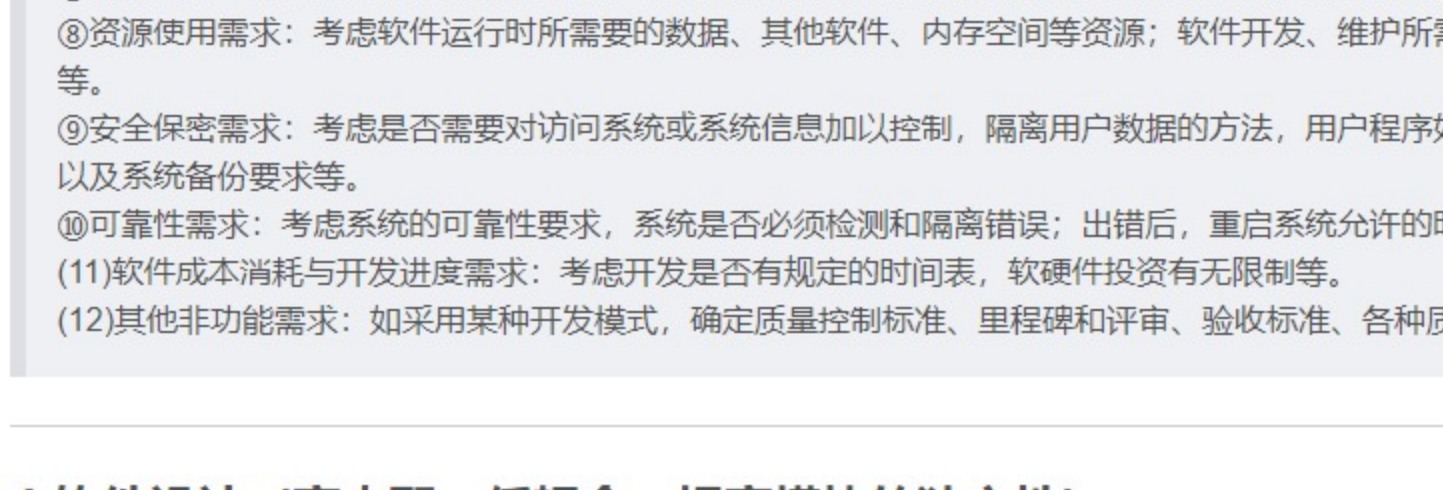 ⑧资源使用需求：考虑软件运行时所需要的数据、其他软件、内存空间等资源；软件开发、维护所
等。
⑨安全保密需求：考虑是否需要对访问系统或系统信息加以控制，隔离用户数据的方法，用户程序
以及系统备份要求等。
⑩可靠性需求：考虑系统的可靠性要求，系统是否必须检测和隔离错误；出错后，重启系统允许的
(11)软件成本消耗与开发进度需求：考虑开发是否有规定的时间表，软硬件投资有无限制等。
(12)其他非功能需求：如采用某种开发模式，确定质量控制标准、里程碑和评审、验收标准、各种